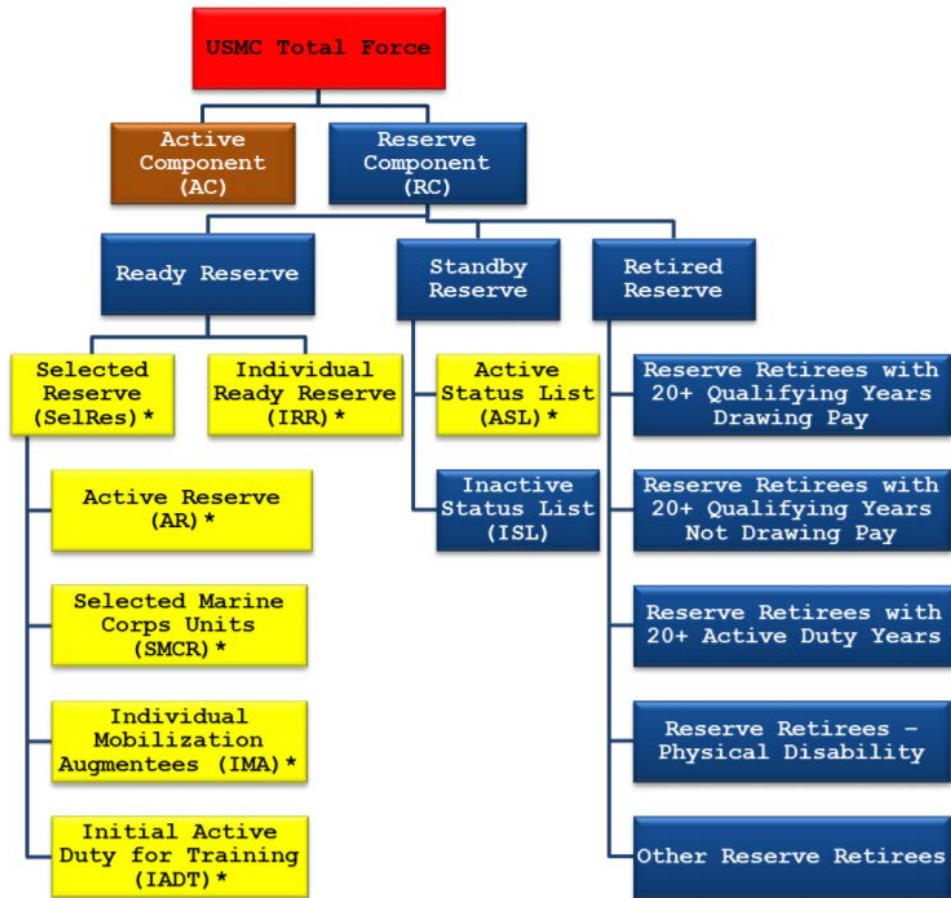 USMC Total Force
Active
Component
(AC)
Reserve
Component
(RC)
Ready Reserve
Standby
Reserve
Retired
Reserve
Selected
Reserve
(SelRes)*
Individual
Ready Reserve
(IRR)*
Active
Status List
(ASL)*
Reserve Retirees with
20+ Qualifying Years
Drawing Pay
Active Reserve
(AR)*
Inactive
Status List
(ISL)
Reserve Retirees with
20+ Qualifying Years
Not Drawing Pay
Selected Marine
Corps Units
(SMCR)*
Reserve Retirees with
20+ Active Duty Years
Individual
Mobilization
Augmentees (IMA)*
Reserve Retirees –
Physical Disability
Initial Active
Duty for Training
(IADT)*
Other Reserve Retirees